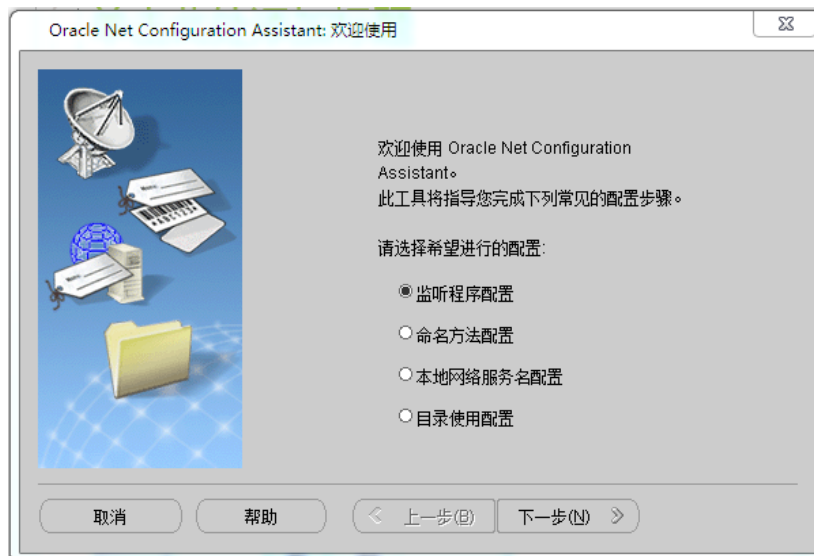 Oracle Net Configuration Assistant: 欢迎使用
欢迎使用 Oracle Net Configuration
Assistant。
此工具将指导您完成下列常见的配置步骤。
请选择希望进行的配置:
监听程序配置
命名方法配置
本地网络服务名配置
目录使用配置
取消
帮助
上一步(B)
下一步(N)